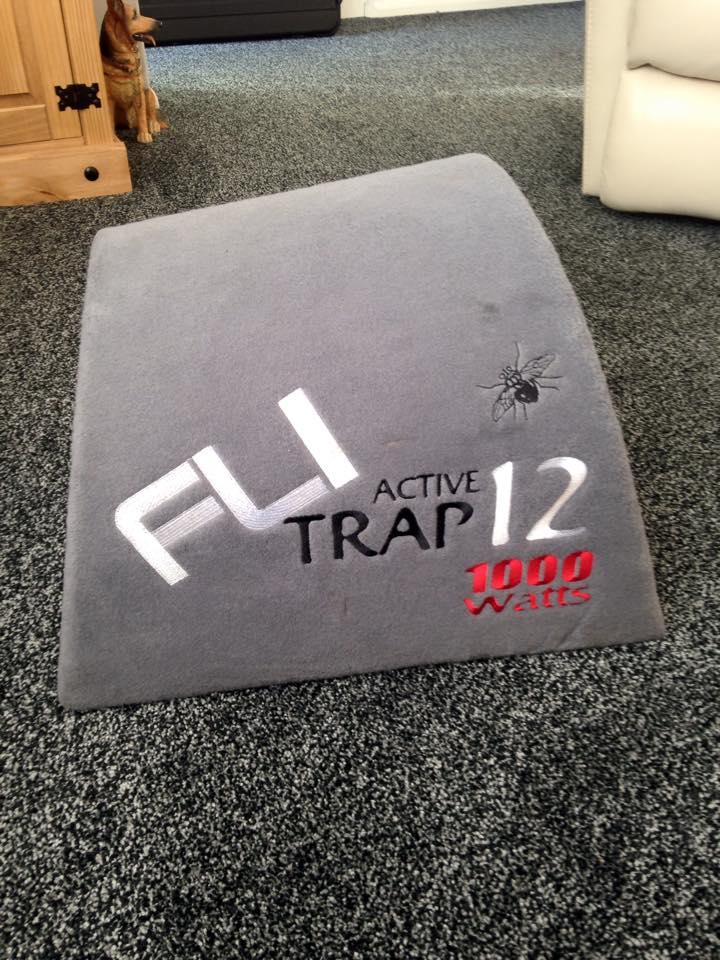 FLI
ACTIVE
TRAP 12
1000
Watts